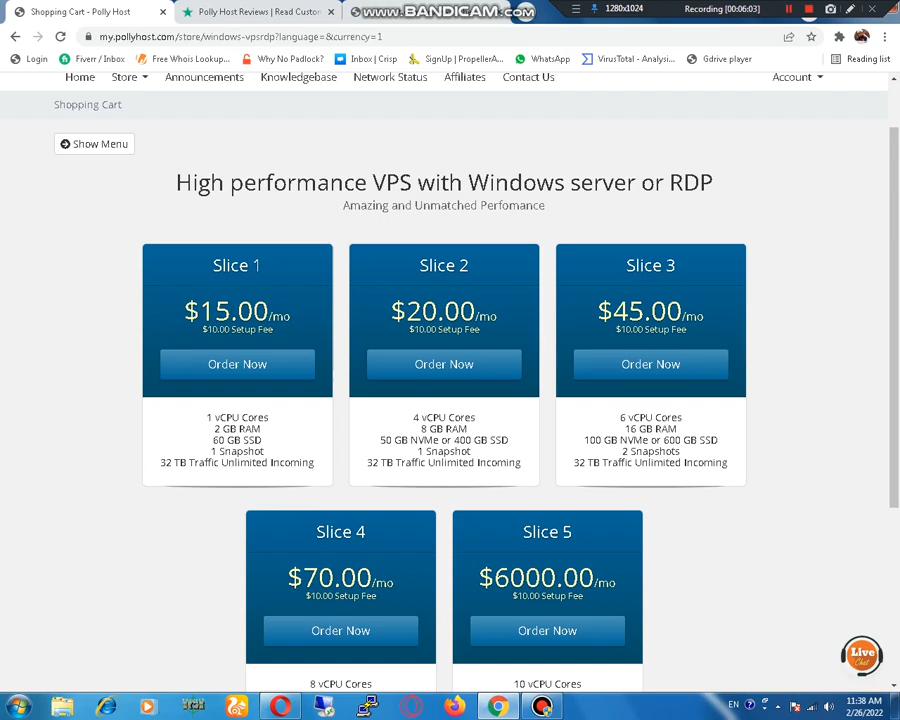 Shopping Cart - Polly Host
Polly Host Reviews | Read Custom
www.BANDICAM.com
1280x1024
Recording [00:06:03]
my.pollyhost.com/store/windows-vpsrdp?language=&currency=1
Login
Fiverr / Inbox
Free Whois Lookup...
Why No Padlock?
Inbox | Crisp
SignUp | PropellerA...
WhatsApp
VirusTotal - Analysi...
Gdrive player
Reading list
Home
Store
Announcements
Knowledgebase
Network Status
Affiliates
Contact Us
Account
Shopping Cart
Show Menu
High performance VPS with Windows server or RDP
Amazing and Unmatched Perfomance
Slice 1
$15.00/mo
$10.00 Setup Fee
Order Now
1 vCPU Cores
2 GB RAM
60 GB SSD
1 Snapshot
32 TB Traffic Unlimited Incoming
Slice 2
$20.00/mo
$10.00 Setup Fee
Order Now
4 vCPU Cores
8 GB RAM
50 GB NVMe or 400 GB SSD
1 Snapshot
32 TB Traffic Unlimited Incoming
Slice 3
$45.00/mo
$10.00 Setup Fee
Order Now
6 vCPU Cores
16 GB RAM
100 GB NVMe or 600 GB SSD
2 Snapshots
32 TB Traffic Unlimited Incoming
Slice 4
$70.00/mo
$10.00 Setup Fee
Order Now
8 vCPU Cores
Slice 5
$6000.00/mo
$10.00 Setup Fee
Order Now
10 vCPU Cores
Live
Chat
EN
11:38 AM
2/26/2022